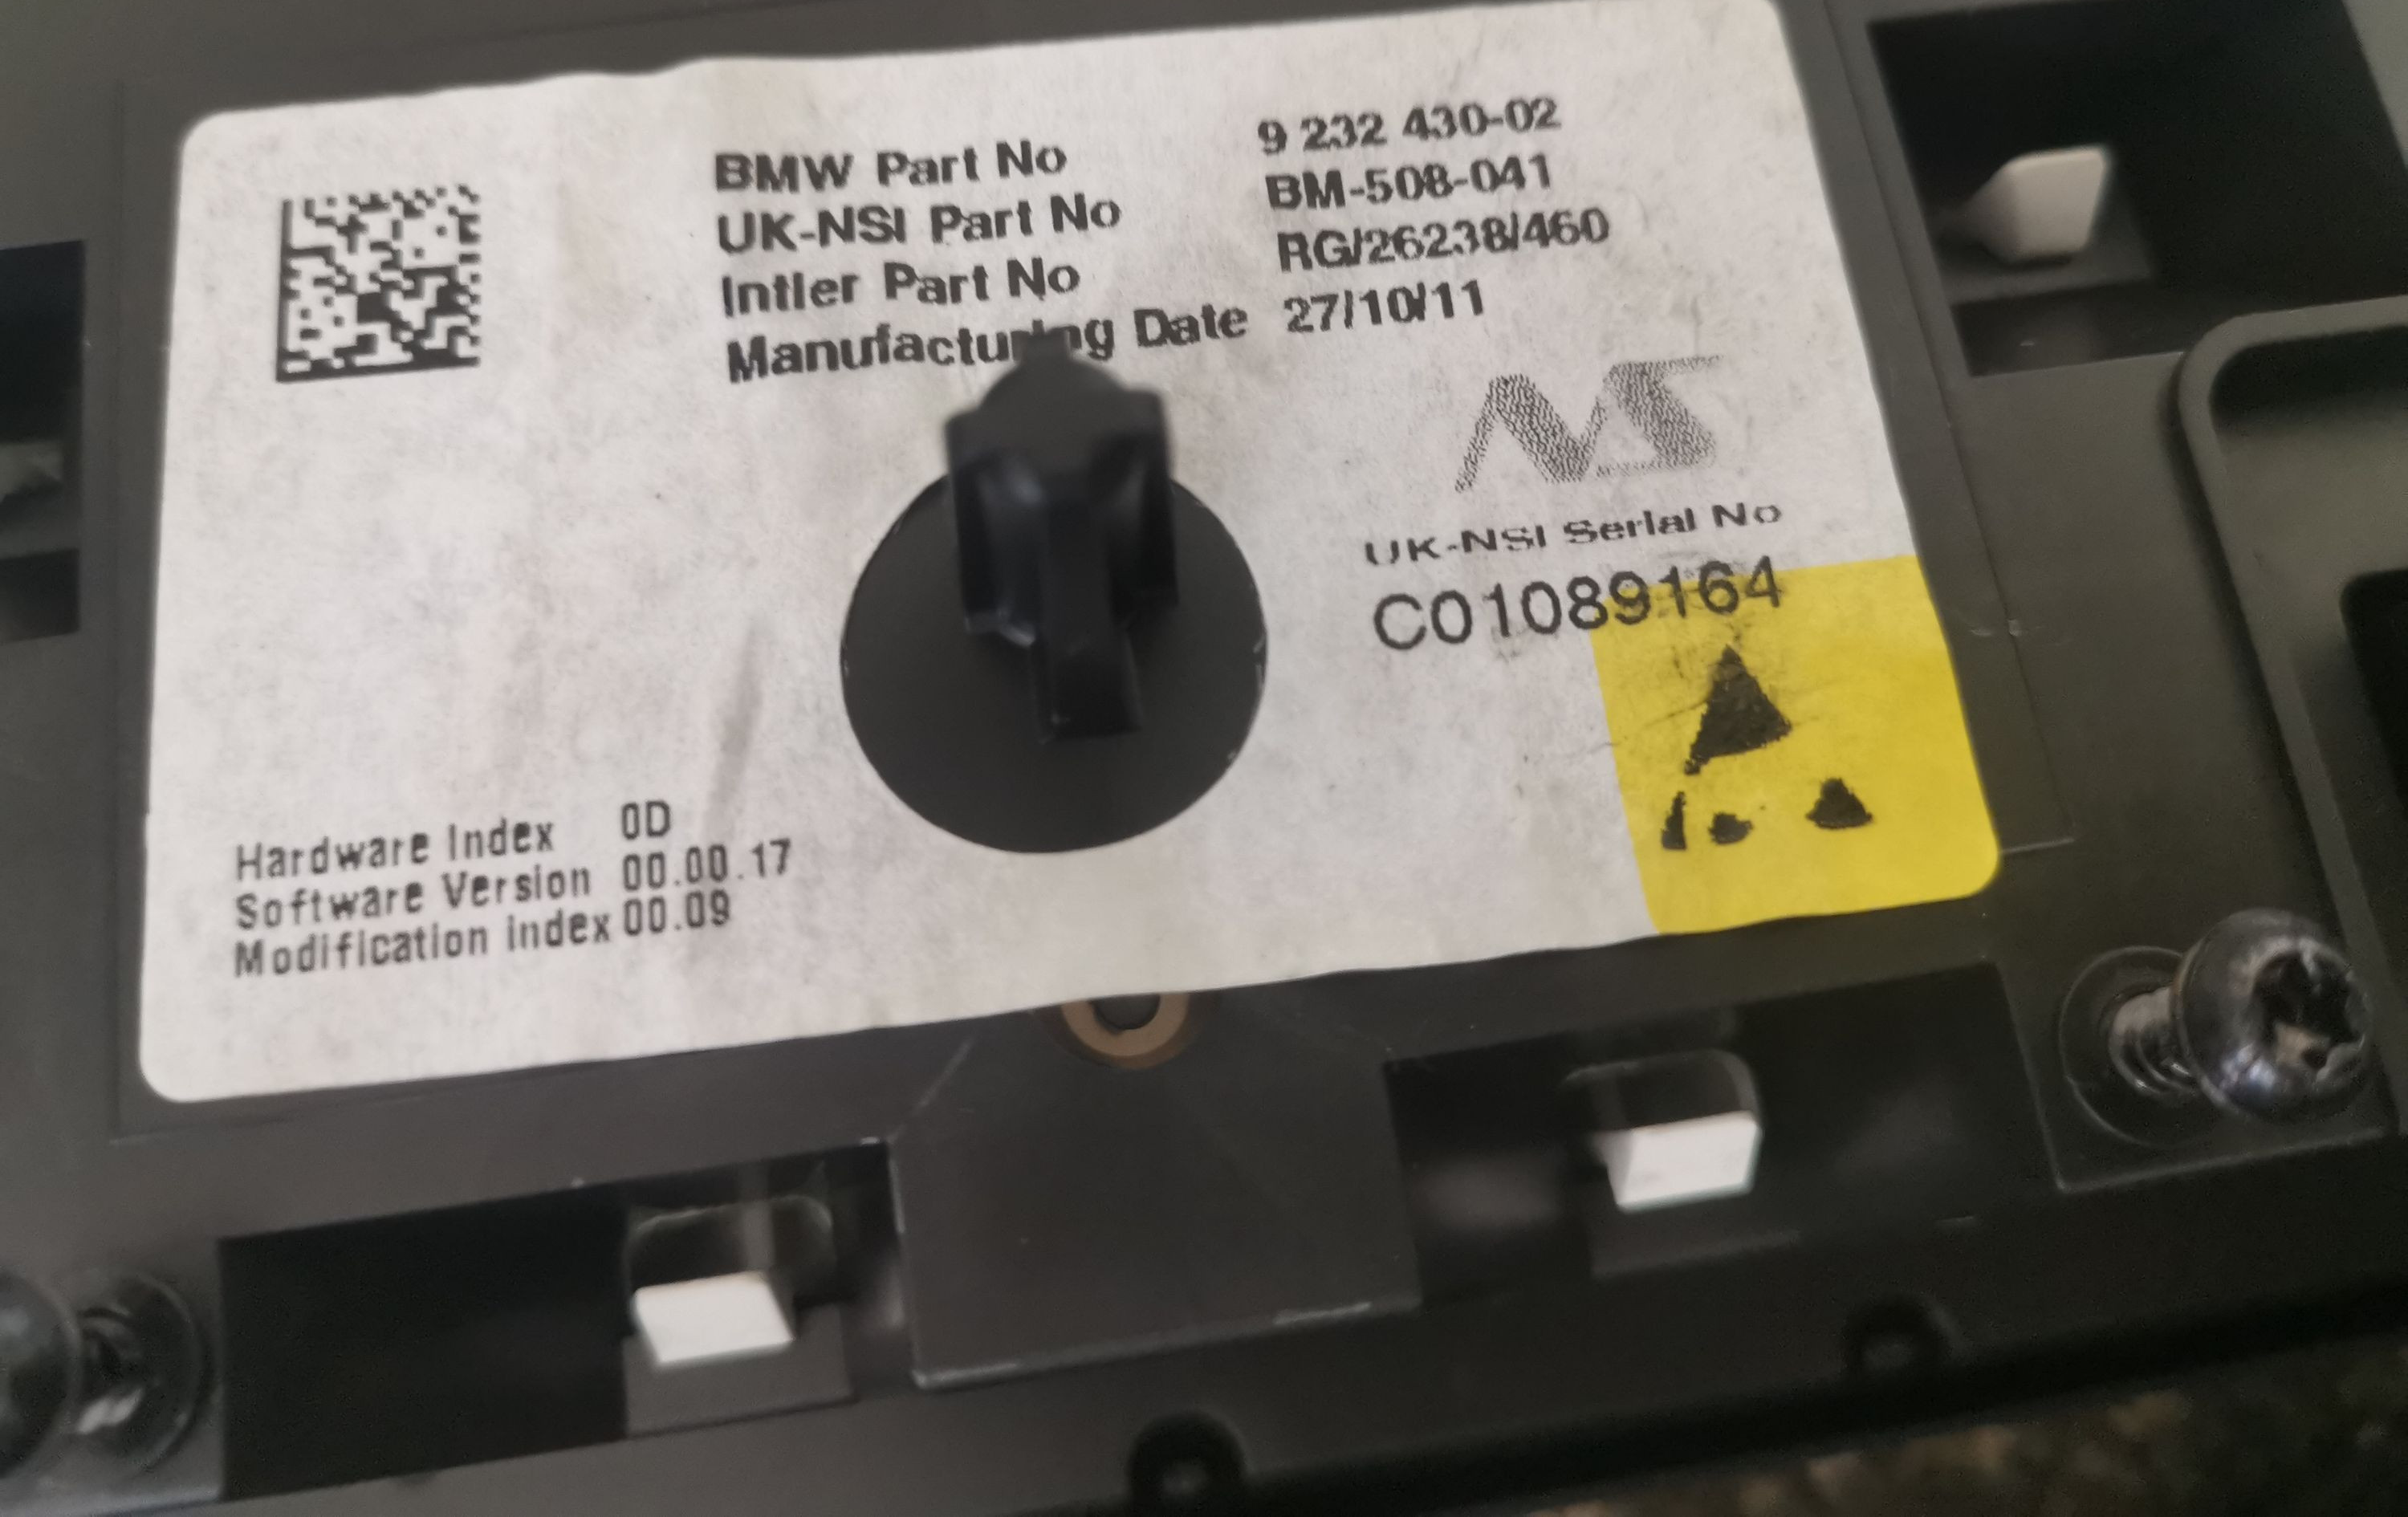 BMW Part No 9 232 430-02
UK-NSI Part No BM-508-041
Intier Part No RG/26238/460
Manufacturing Date 27/10/11
NS
UK-NSI Serial No
C01089164
Hardware Index 0D
Software Version 00.00.17
Modification index 00.09